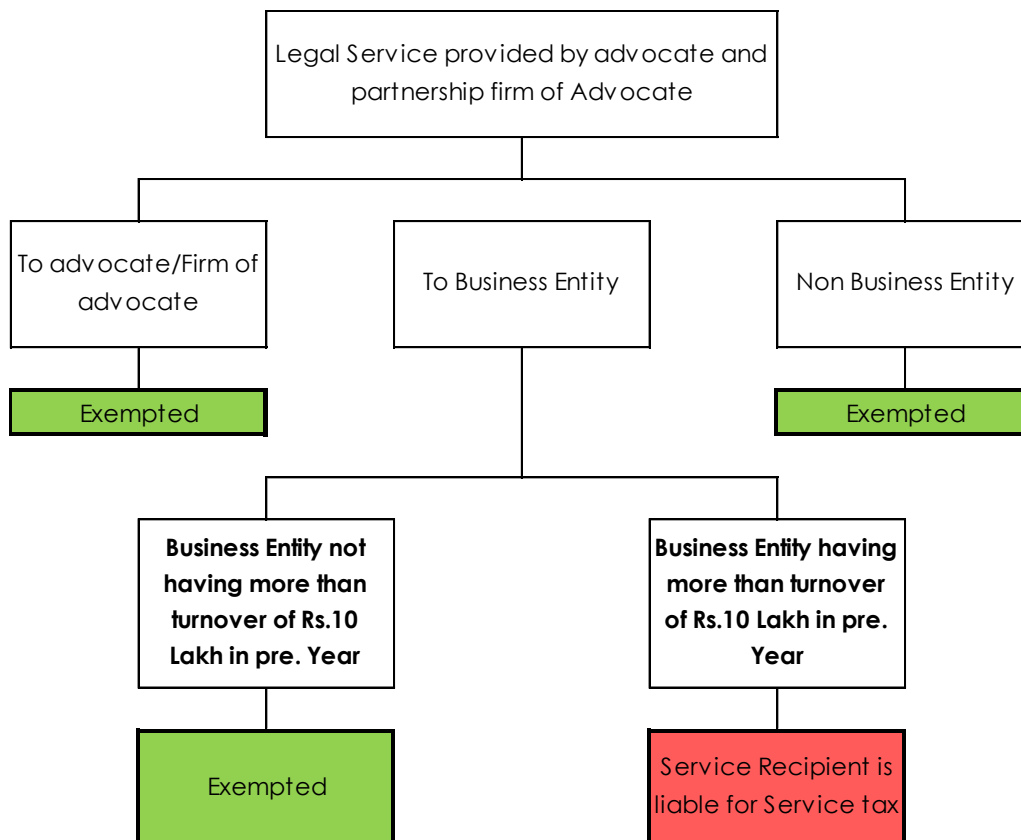 Legal Service provided by advocate and
partnership firm of Advocate
To advocate/Firm of
advocate
To Business Entity
Non Business Entity
Exempted
Exempted
Business Entity not
having more than
turnover of Rs.10
Lakh in pre. Year
Business Entity having
more than turnover
of Rs.10 Lakh in pre.
Year
Exempted
Service Recipient is
liable for Service tax